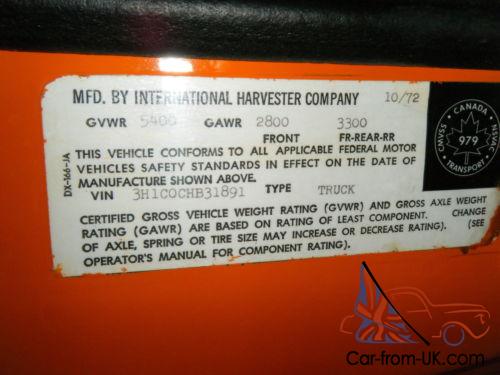 MFD. BY INTERNATIONAL HARVESTER COMPANY 10/72
GVWR 5400 GAWR 2800 3300
FRONT FR-REAR-RR
THIS VEHICLE CONFORMS TO ALL APPLICABLE FEDERAL MOTOR
VEHICLES SAFETY STANDARDS IN EFFECT ON THE DATE OF
MANUFACTURE SHOWN ABOVE.
VIN 3H1C0CHB31891 TYPE TRUCK
CERTIFIED GROSS VEHICLE WEIGHT RATING (GVWR) AND GROSS AXLE WEIGHT
RATING (GAWR) ARE BASED ON RATING OF LEAST COMPONENT. CHANGE
OF AXLE, SPRING OR TIRE SIZE MAY INCREASE OR DECREASE RATING). (SEE
OPERATOR'S MANUAL FOR COMPONENT RATING).
DX-166-1A
CANADA
CMVSS
NSVAC
979
TRANSPORT
Car-from-UK.com